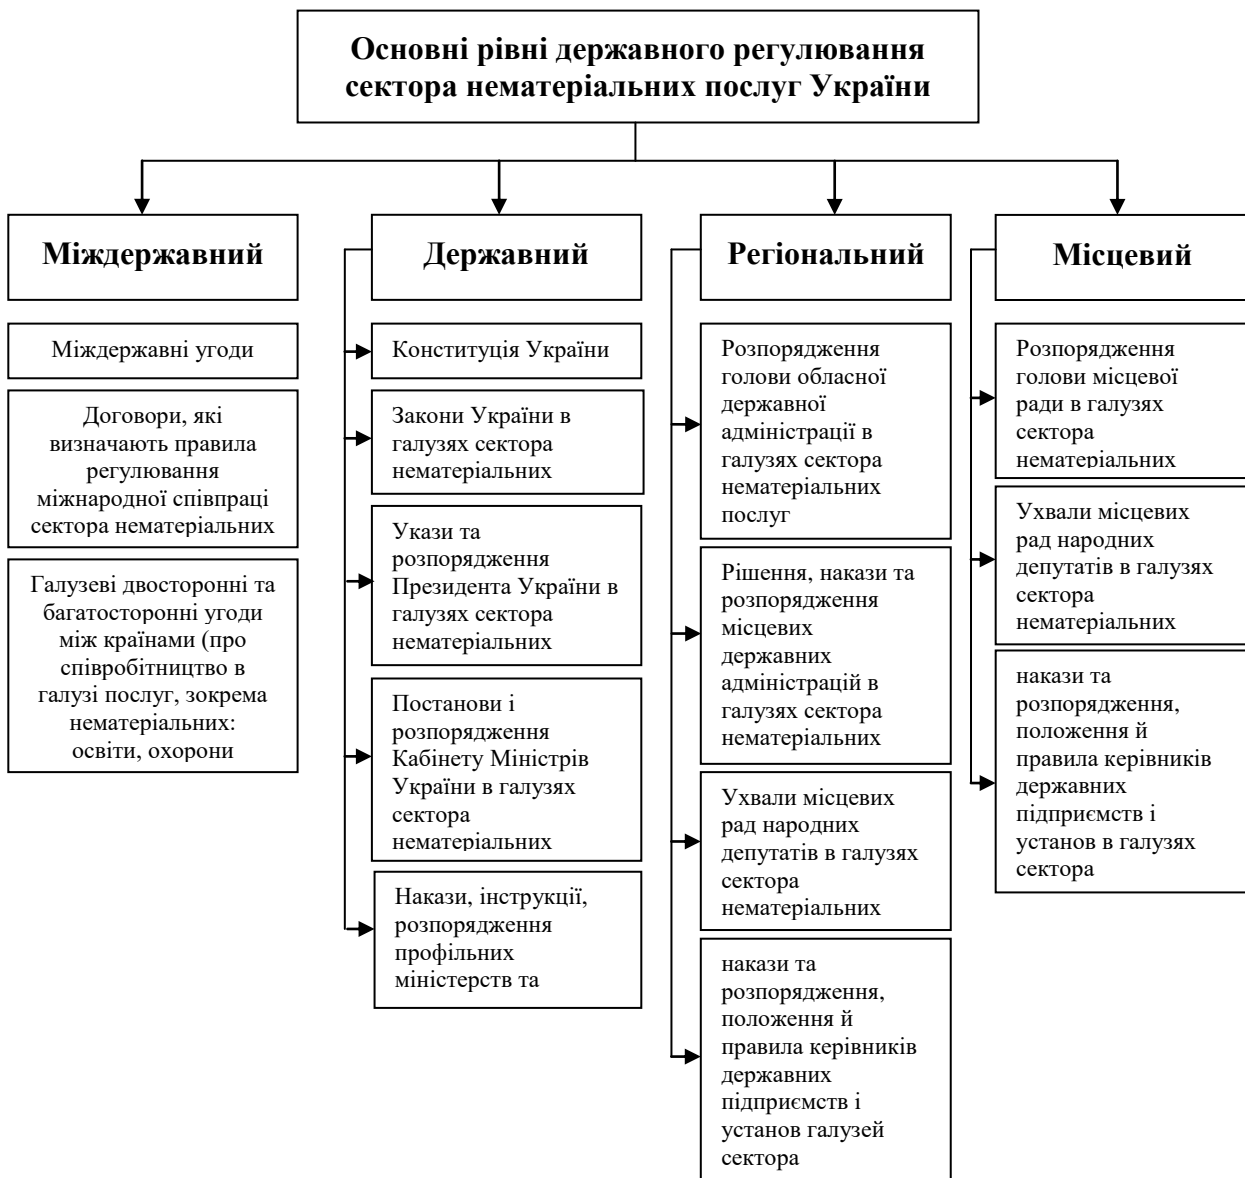 Основні рівні державного регулювання
сектора нематеріальних послуг України
Міждержавний
Державний
Регіональний
Місцевий
Міждержавні угоди
Договори, які
визначають правила
регулювання
міжнародної співпраці
сектора нематеріальних
Галузеві двосторонні та
багатосторонні угоди
між країнами (про
співробітництво в
галузі послуг, зокрема
нематеріальних:
освіти, охорони
Конституція України
Закони України в
галузях сектора
нематеріальних
Укази та
розпорядження
Президента України в
галузях сектора
нематеріальних
Постанови і
розпорядження
Кабінету Міністрів
України в галузях
сектора
нематеріальних
Накази, інструкції,
розпорядження
профільних
міністерств та
Розпорядження
голови обласної
державної
адміністрації в
галузях сектора
нематеріальних
послуг
Рішення, накази та
розпорядження
місцевих
державних
адміністрацій в
галузях сектора
нематеріальних
Ухвали місцевих
рад народних
депутатів в галузях
сектора
нематеріальних
накази та
розпорядження,
положення й
правила керівників
державних
підприємств і
установ галузей
сектора
Розпорядження
голови місцевої
ради в галузях
сектора
нематеріальних
Ухвали місцевих
рад народних
депутатів в галузях
сектора
нематеріальних
накази та
розпорядження,
положення й
правила керівників
державних
підприємств і
установ в галузях
сектора